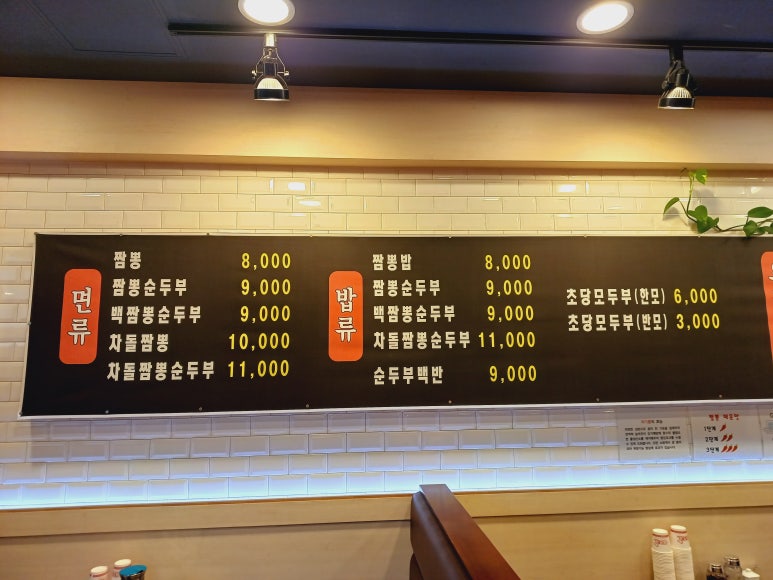 면류
짬뽕 8,000
짬뽕순두부 9,000
백짬뽕순두부 9,000
차돌짬뽕 10,000
차돌짬뽕순두부 11,000
밥류
짬뽕밥 8,000
짬뽕순두부 9,000
백짬뽕순두부 9,000
차돌짬뽕순두부 11,000
순두부백반 9,000
초당모두부(한모) 6,000
초당모두부(반모) 3,000
짬뽕 매운맛
1단계
2단계
3단계